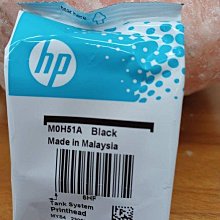 hp
M0H51A Black
Made in Malaysia
Tank System
Printhead